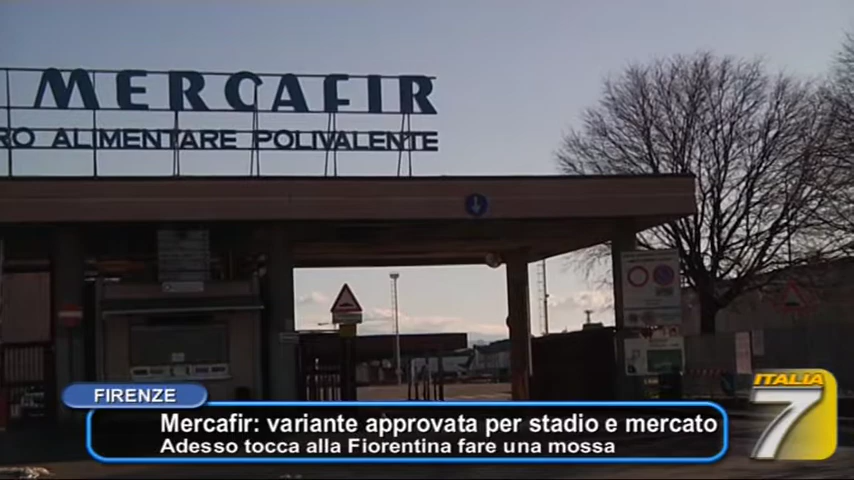 MERCAFIR
RO ALIMENTARE POLIVALENTE
FIRENZE
Mercafir: variante approvata per stadio e mercato
Adesso tocca alla Fiorentina fare una mossa
ITALIA
7